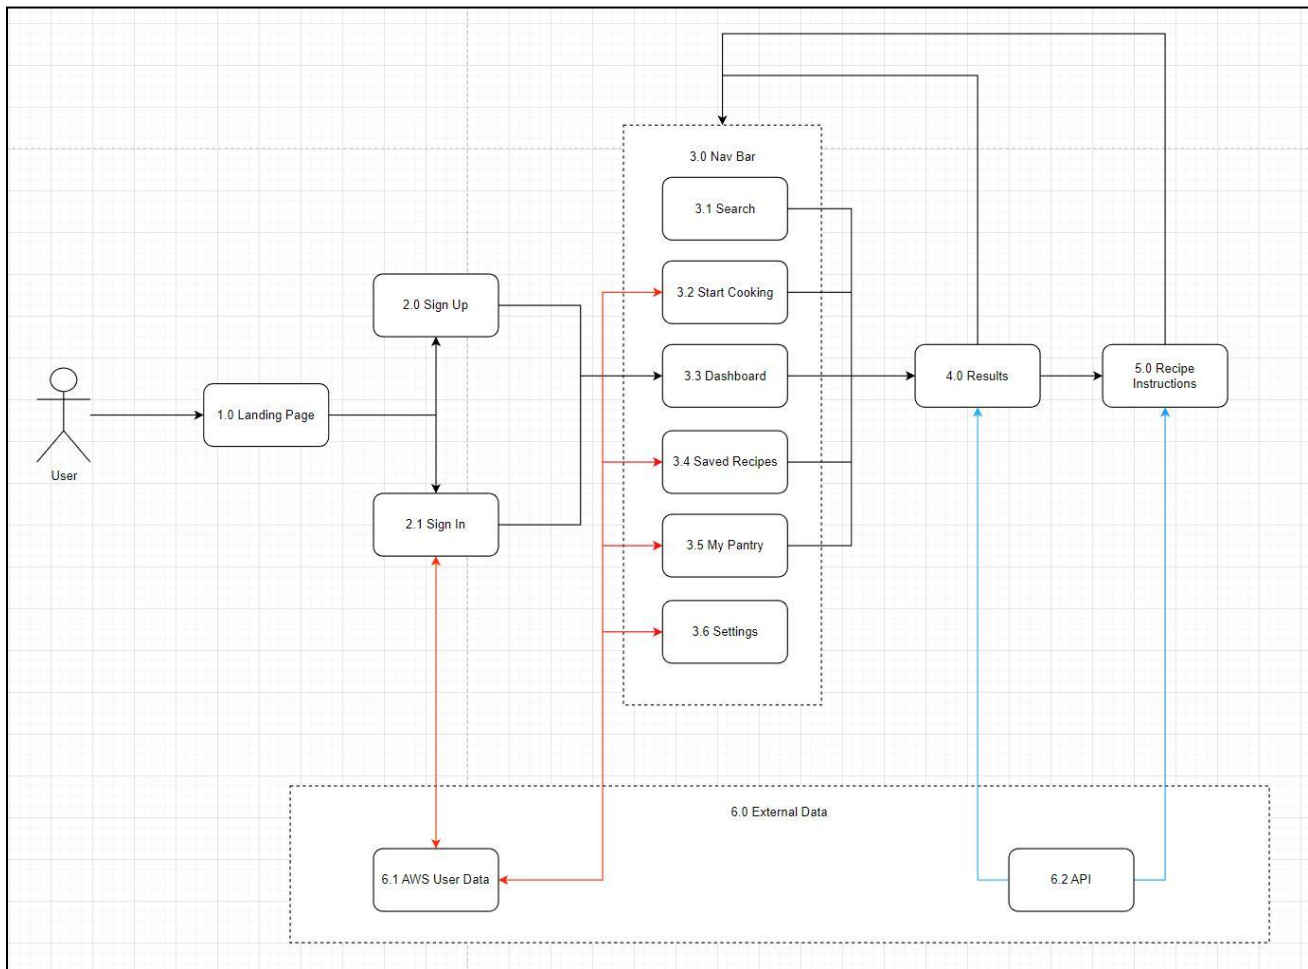 3.0 Nav Bar
3.1 Search
3.2 Start Cooking
3.3 Dashboard
3.4 Saved Recipes
3.5 My Pantry
3.6 Settings
2.0 Sign Up
2.1 Sign In
1.0 Landing Page
User
4.0 Results
5.0 Recipe
Instructions
6.0 External Data
6.1 AWS User Data
6.2 API